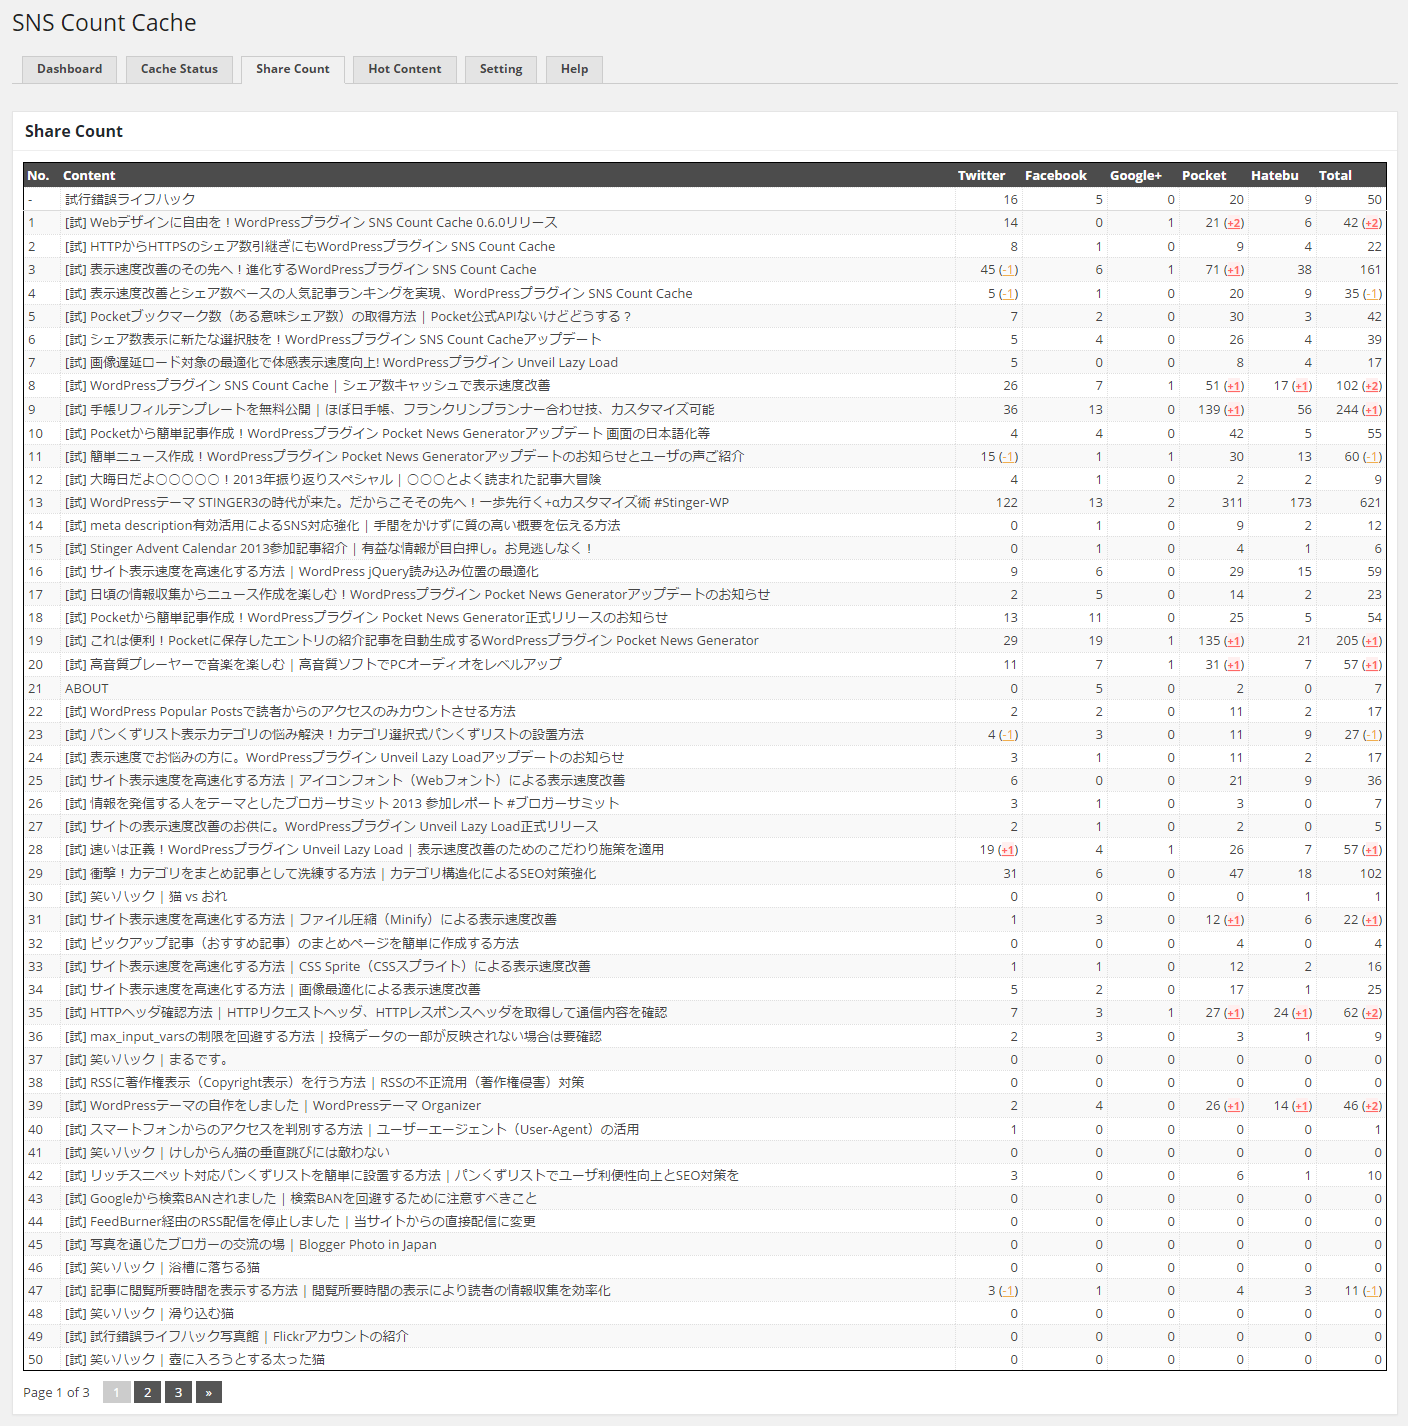 SNS Count Cache
Dashboard Cache Status Share Count Hot Content Setting Help
Share Count
No. Content Twitter Facebook Google+ Pocket Hatebu Total
- 試行錯誤ライフハック 16 5 0 20 9 50
1 [試] Webデザインに自由を！WordPressプラグイン SNS Count Cache 0.6.0リリース 14 0 1 21 (+2) 6 42 (+2)
2 [試] HTTPからHTTPSのシェア数引継ぎにもWordPressプラグイン SNS Count Cache 8 1 0 9 4 22
3 [試] 表示速度改善のその先へ！進化するWordPressプラグイン SNS Count Cache 45 (-1) 6 1 71 (+1) 38 161
4 [試] 表示速度改善とシェア数ベースの人気記事ランキングを実現、WordPressプラグイン SNS Count Cache 5 (-1) 1 0 20 9 35 (-1)
5 [試] Pocketブックマーク数（ある意味シェア数）の取得方法 | Pocket公式APIないけどどうする？ 7 2 0 30 3 42
6 [試] シェア数表示に新たな選択肢を！WordPressプラグイン SNS Count Cacheアップデート 5 4 0 26 4 39
7 [試] 画像遅延ロード対象の最適化で体感表示速度向上! WordPressプラグイン Unveil Lazy Load 5 0 0 8 4 17
8 [試] WordPressプラグイン SNS Count Cache | シェア数キャッシュで表示速度改善 26 7 1 51 (+1) 17 (+1) 102 (+2)
9 [試] 手帳リフィルテンプレートを無料公開 | ほぼ日手帳、フランクリンプランナー合わせ技、カスタマイズ可能 36 13 0 139 (+1) 56 244 (+1)
10 [試] Pocketから簡単記事作成！WordPressプラグイン Pocket News Generatorアップデート 画面の日本語化等 4 4 0 42 5 55
11 [試] 簡単ニュース作成！WordPressプラグイン Pocket News Generatorアップデートのお知らせとユーザの声ご紹介 15 (-1) 1 1 30 13 60 (-1)
12 [試] 大晦日だよ○○○○○！2013年振り返りスペシャル | ○○○とよく読まれた記事大冒険 4 1 0 2 2 9
13 [試] WordPressテーマ STINGER3の時代が来た。だからこそその先へ！一歩先行く+αカスタマイズ術 #Stinger-WP 122 13 2 311 173 621
14 [試] meta description有効活用によるSNS対応強化 | 手間をかけずに質の高い概要を伝える方法 0 1 0 9 2 12
15 [試] Stinger Advent Calendar 2013参加記事紹介 | 有益な情報が目白押し。お見逃しなく！ 0 1 0 4 1 6
16 [試] サイト表示速度を高速化する方法 | WordPress jQuery読み込み位置の最適化 9 6 0 29 15 59
17 [試] 日頃の情報収集からニュース作成を楽しむ！WordPressプラグイン Pocket News Generatorアップデートのお知らせ 2 5 0 14 2 23
18 [試] Pocketから簡単記事作成！WordPressプラグイン Pocket News Generator正式リリースのお知らせ 13 11 0 25 5 54
19 [試] これは便利！Pocketに保存したエントリの紹介記事を自動生成するWordPressプラグイン Pocket News Generator 29 19 1 135 (+1) 21 205 (+1)
20 [試] 高音質プレーヤーで音楽を楽しむ | 高音質ソフトでPCオーディオをレベルアップ 11 7 1 31 (+1) 7 57 (+1)
21 ABOUT 0 5 0 2 0 7
22 [試] WordPress Popular Postsで読者からのアクセスのみカウントさせる方法 2 2 0 11 2 17
23 [試] パンくずリスト表示カテゴリの悩み解決！カテゴリ選択式パンくずリストの設置方法 4 (-1) 3 0 11 9 27 (-1)
24 [試] 表示速度でお悩みの方に。WordPressプラグイン Unveil Lazy Loadアップデートのお知らせ 3 1 0 11 2 17
25 [試] サイト表示速度を高速化する方法 | アイコンフォント（Webフォント）による表示速度改善 6 0 0 21 9 36
26 [試] 情報を発信する人をテーマとしたブロガーサミット 2013 参加レポート #ブロガーサミット 3 1 0 3 0 7
27 [試] サイトの表示速度改善のお供に。WordPressプラグイン Unveil Lazy Load正式リリース 2 1 0 2 0 5
28 [試] 速いは正義！WordPressプラグイン Unveil Lazy Load | 表示速度改善のためのこだわり施策を適用 19 (+1) 4 1 26 7 57 (+1)
29 [試] 衝撃！カテゴリをまとめ記事として洗練する方法 | カテゴリ構造化によるSEO対策強化 31 6 0 47 18 102
30 [試] 笑いハック | 猫 vs おれ 0 0 0 0 1 1
31 [試] サイト表示速度を高速化する方法 | ファイル圧縮（Minify）による表示速度改善 1 3 0 12 (+1) 6 22 (+1)
32 [試] ピックアップ記事（おすすめ記事）のまとめページを簡単に作成する方法 0 0 0 4 0 4
33 [試] サイト表示速度を高速化する方法 | CSS Sprite（CSSスプライト）による表示速度改善 1 1 0 12 2 16
34 [試] サイト表示速度を高速化する方法 | 画像最適化による表示速度改善 5 2 0 17 1 25
35 [試] HTTPヘッダ確認方法 | HTTPリクエストヘッダ、HTTPレスポンスヘッダを取得して通信内容を確認 7 3 1 27 (+1) 24 (+1) 62 (+2)
36 [試] max_input_varsの制限を回避する方法 | 投稿データの一部が反映されない場合は要確認 2 3 0 3 1 9
37 [試] 笑いハック | まるです。 0 0 0 0 0 0
38 [試] RSSに著作権表示（Copyright表示）を行う方法 | RSSの不正流用（著作権侵害）対策 0 0 0 0 0 0
39 [試] WordPressテーマの自作をしました | WordPressテーマ Organizer 2 4 0 26 (+1) 14 (+1) 46 (+2)
40 [試] スマートフォンからのアクセスを判別する方法 | ユーザーエージェント（User-Agent）の活用 1 0 0 0 0 1
41 [試] 笑いハック | けしからん猫の垂直跳びには敵わない 0 0 0 0 0 0
42 [試] リッチスニペット対応パンくずリストを簡単に設置する方法 | パンくずリストでユーザ利便性向上とSEO対策を 3 0 0 6 1 10
43 [試] Googleから検索BANされました | 検索BANを回避するために注意すべきこと 0 0 0 0 0 0
44 [試] FeedBurner経由のRSS配信を停止しました | 当サイトからの直接配信に変更 0 0 0 0 0 0
45 [試] 写真を通じたブロガーの交流の場 | Blogger Photo in Japan 0 0 0 0 0 0
46 [試] 笑いハック | 浴槽に落ちる猫 0 0 0 0 0 0
47 [試] 記事に閲覧所要時間を表示する方法 | 閲覧所要時間の表示により読者の情報収集を効率化 3 (-1) 1 0 4 3 11 (-1)
48 [試] 笑いハック | 滑り込む猫 0 0 0 0 0 0
49 [試] 試行錯誤ライフハック写真館 | Flickrアカウントの紹介 0 0 0 0 0 0
50 [試] 笑いハック | 壺に入ろうとする太った猫 0 0 0 0 0 0
Page 1 of 3 1 2 3 »